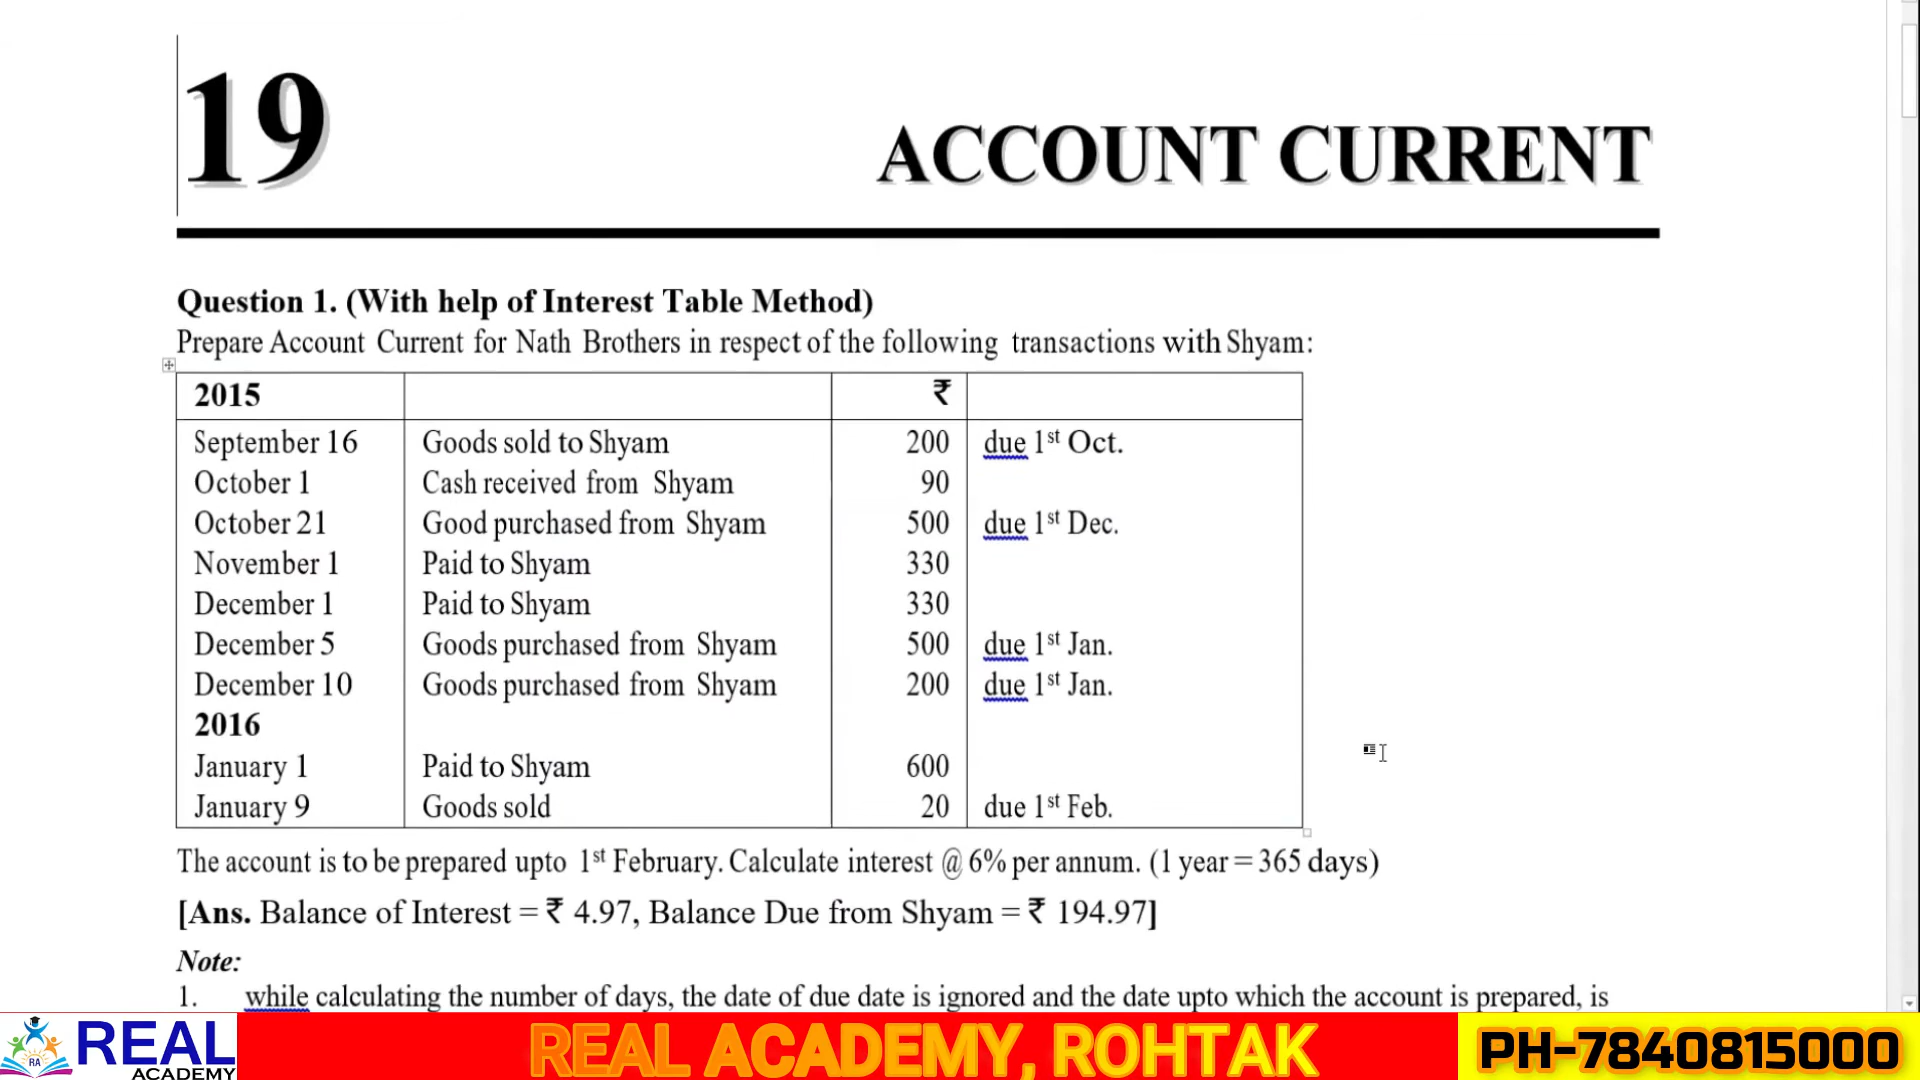 19
ACCOUNT CURRENT
Question 1. (With help of Interest Table Method)
Prepare Account Current for Nath Brothers in respect of the following transactions with Shyam:
2015 ₹
September 16 Goods sold to Shyam 200 due 1st Oct.
October 1 Cash received from Shyam 90
October 21 Good purchased from Shyam 500 due 1st Dec.
November 1 Paid to Shyam 330
December 1 Paid to Shyam 330
December 5 Goods purchased from Shyam 500 due 1st Jan.
December 10 Goods purchased from Shyam 200 due 1st Jan.
2016
January 1 Paid to Shyam 600
January 9 Goods sold 20 due 1st Feb.
The account is to be prepared upto 1st February. Calculate interest @ 6% per annum. (1 year = 365 days)
[Ans. Balance of Interest = ₹ 4.97, Balance Due from Shyam = ₹ 194.97]
Note:
1. while calculating the number of days, the date of due date is ignored and the date upto which the account is prepared, is
RA
REAL
ACADEMY
REAL ACADEMY, ROHTAK
PH-7840815000